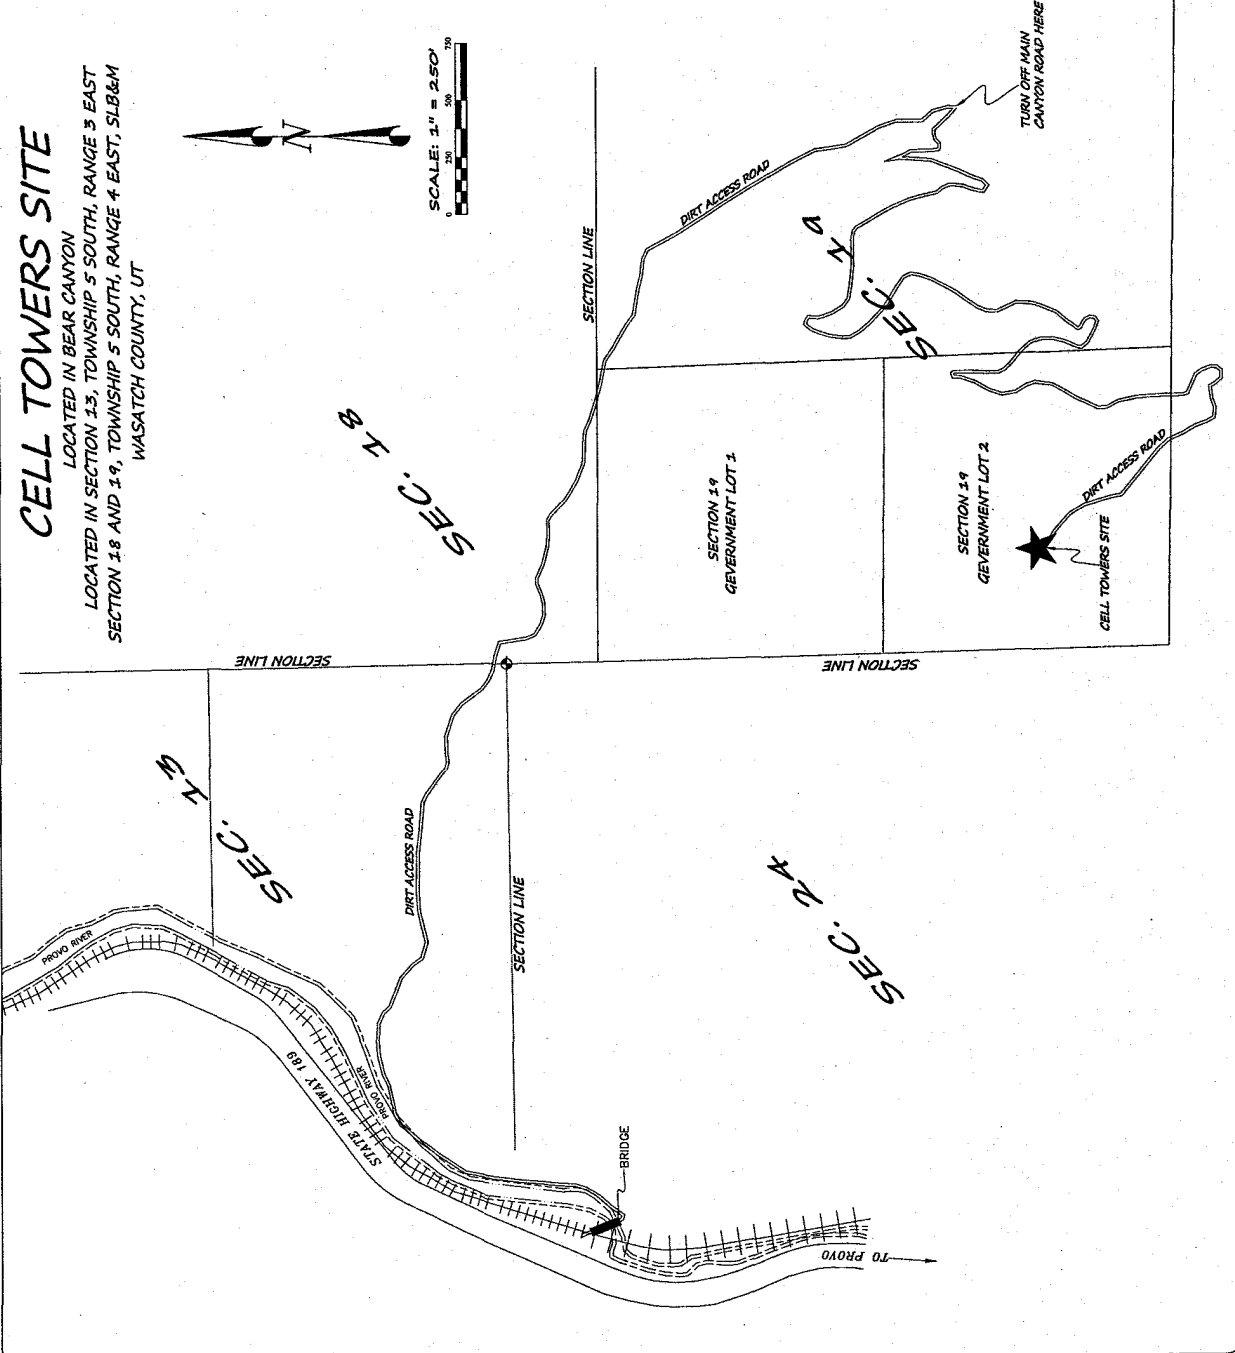 CELL TOWERS SITE
LOCATED IN BEAR CANYON
LOCATED IN SECTION 13, TOWNSHIP 5 SOUTH, RANGE 3 EAST
SECTION 18 AND 19, TOWNSHIP 5 SOUTH, RANGE 4 EAST, SLB&M
WASATCH COUNTY, UT
N
SCALE: 1" = 250'
0 250 500 750
SEC. 13
SEC. 18
SECTION LINE
SECTION LINE
DIRT ACCESS ROAD
TURN OFF MAIN
CANYON ROAD HERE
SEC. 19
PROVO RIVER
STATE HIGHWAY 189
PROVO RIVER
DIRT ACCESS ROAD
SECTION LINE
SECTION 19
GEVERNMENT LOT 1
SECTION LINE
SECTION 19
GEVERNMENT LOT 2
DIRT ACCESS ROAD
CELL TOWERS SITE
SEC. 24
BRIDGE
TO PROVO